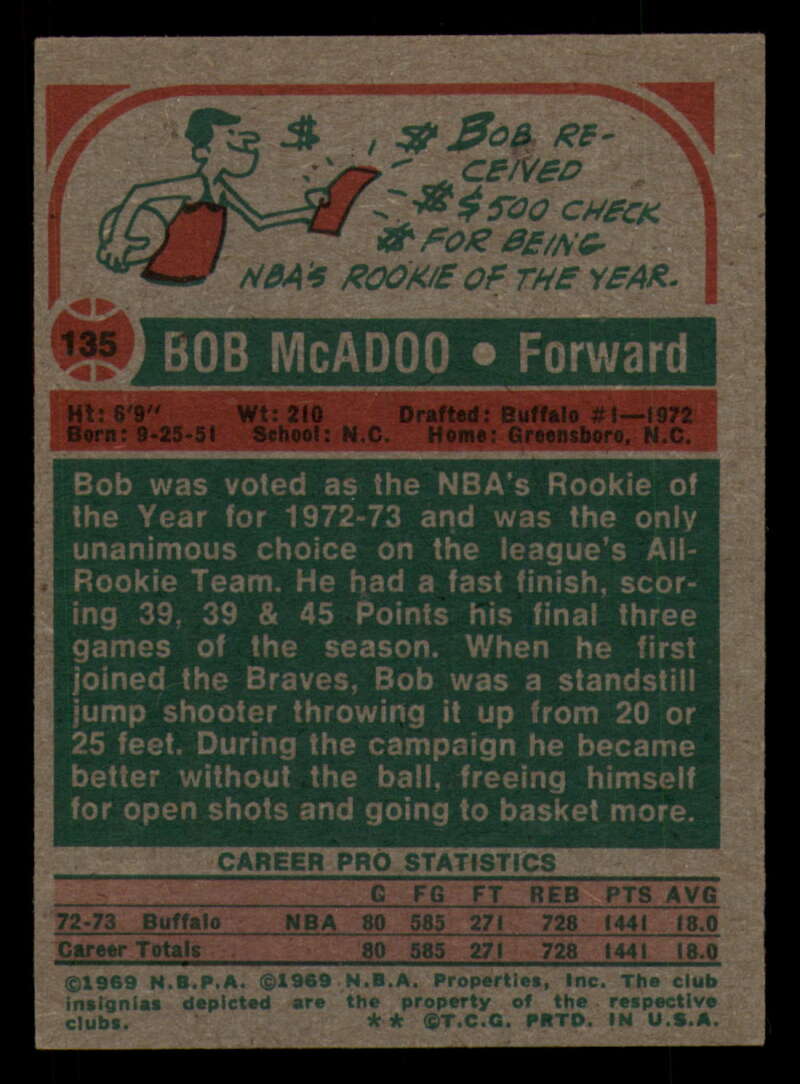 $ $ BOB RE-
CEIVED
$ $500 CHECK
$ FOR BEING
NBA'S ROOKIE OF THE YEAR.
135 BOB McADOO • Forward
Ht: 6'9" Wt: 210 Drafted: Buffalo #1—1972
Born: 9-25-51 School: N.C. Home: Greensboro, N.C.
Bob was voted as the NBA's Rookie of
the Year for 1972-73 and was the only
unanimous choice on the league's All-
Rookie Team. He had a fast finish, scor-
ing 39, 39 & 45 Points his final three
games of the season. When he first
joined the Braves, Bob was a standstill
jump shooter throwing it up from 20 or
25 feet. During the campaign he became
better without the ball, freeing himself
for open shots and going to basket more.
CAREER PRO STATISTICS
G FG FT REB PTS AVG
72-73 Buffalo NBA 80 585 271 728 1441 18.0
Career Totals 80 585 271 728 1441 18.0
©1969 N.B.P.A. ©1969 N.B.A. Properties, Inc. The club
insignias depicted are the property of the respective
clubs. ** ©T.C.G. PRTD. IN U.S.A.